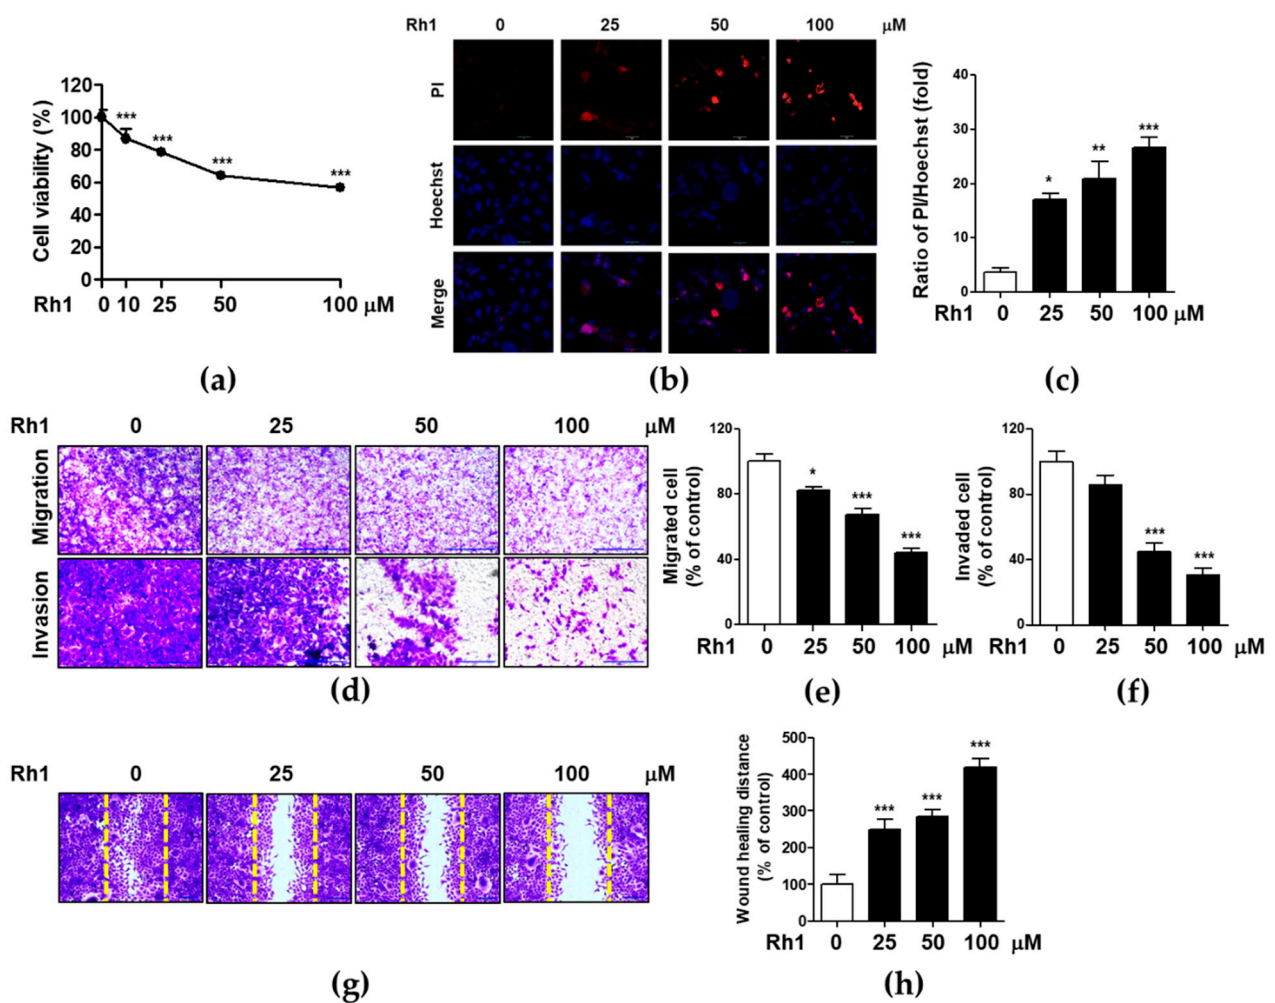 Rh1 0 25 50 100 μM
PI
Hoechst
Merge
Cell viability (%)
120
100
80
60
40
20
0
***
***
***
***
Rh1 0 10 25 50 100 μM
Ratio of PI/Hoechst (fold)
40
30
20
10
0
*
**
***
Rh1 0 25 50 100 μM
(a)
(b)
(c)
Rh1 0 25 50 100 μM
Migration
Invasion
(d)
Migrated cell
(% of control)
120
80
40
0
*
***
***
Rh1 0 25 50 100 μM
(e)
Invaded cell
(% of control)
120
80
40
0
***
***
Rh1 0 25 50 100 μM
(f)
Rh1 0 25 50 100 μM
(g)
Wound healing distance
(% of control)
500
400
300
200
100
0
***
***
***
Rh1 0 25 50 100 μM
(h)